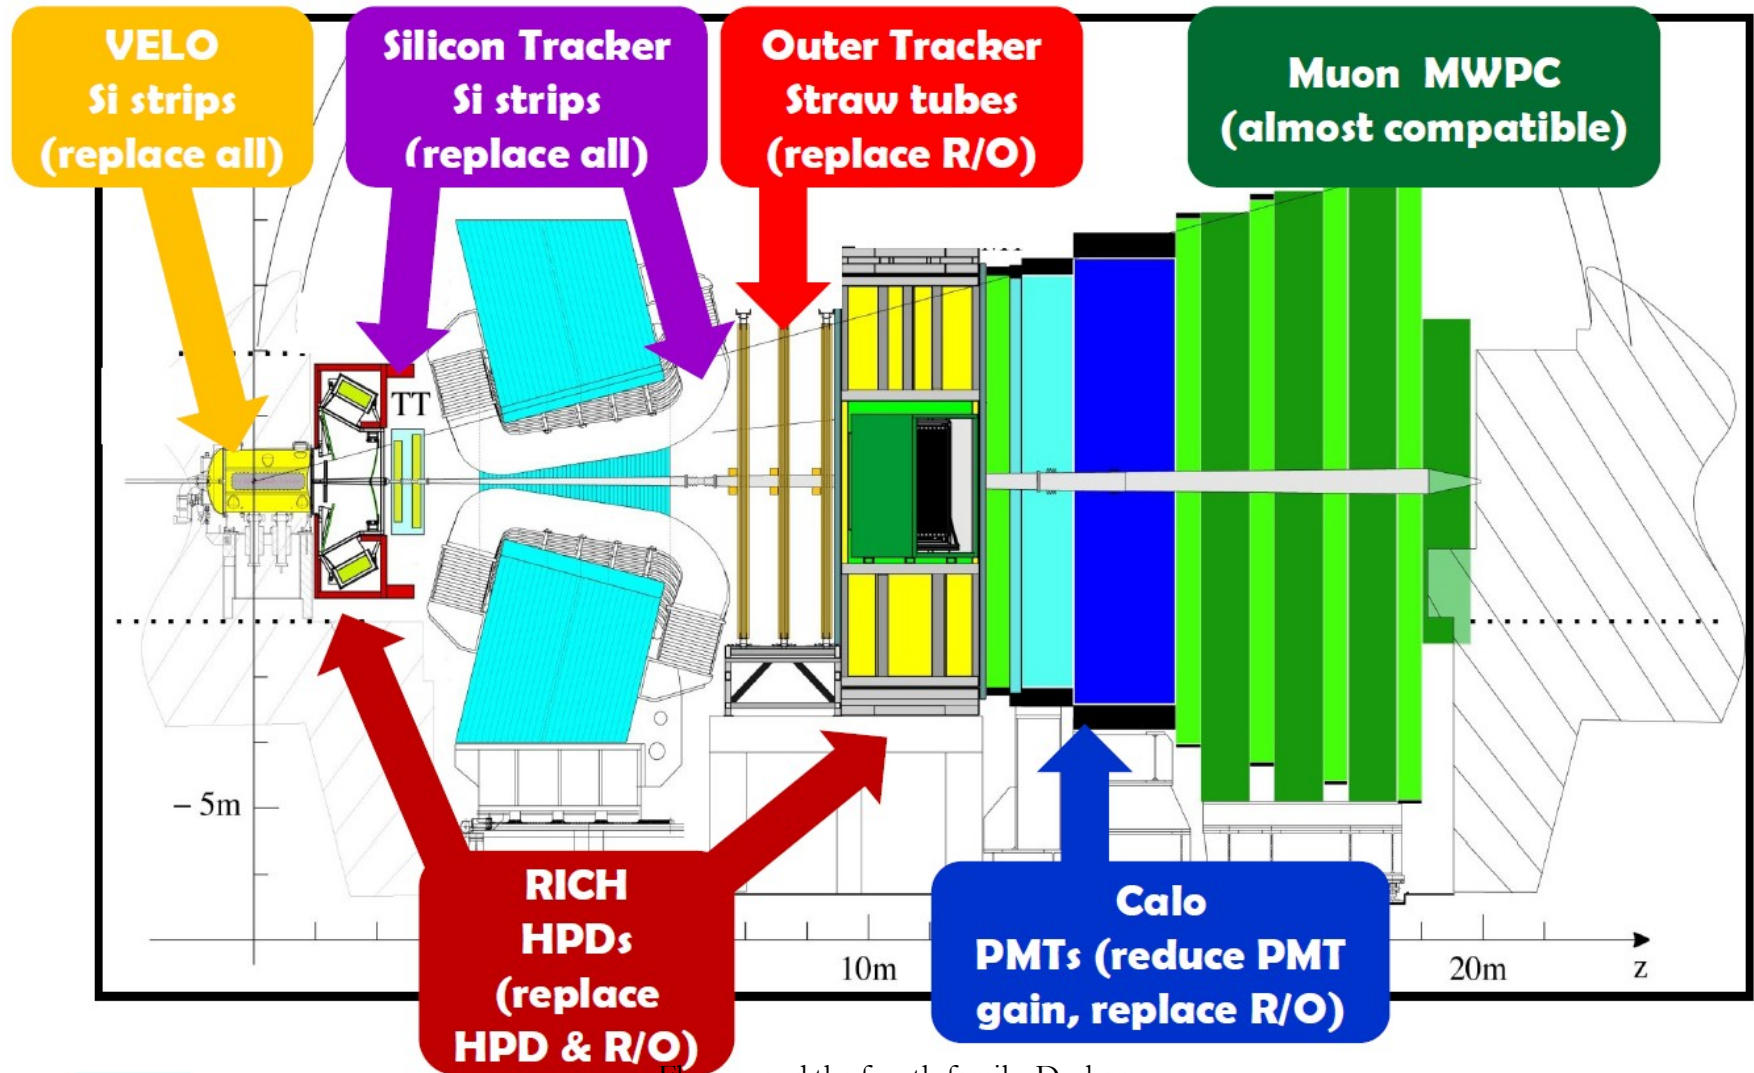 VELO
Si strips
(replace all)
Silicon Tracker
Si strips
(replace all)
Outer Tracker
Straw tubes
(replace R/O)
Muon MWPC
(almost compatible)
TT
– 5m
10m
20m
z
RICH
HPDs
(replace
HPD & R/O)
Calo
PMTs (reduce PMT
gain, replace R/O)